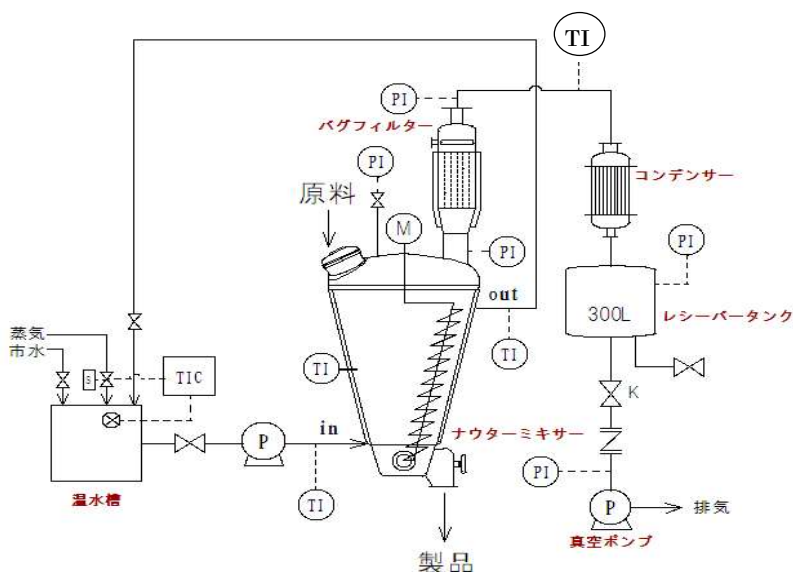 TI
PI
バグフィルター
PI
コンデンサー
原料
M
PI
PI
out
300L
レシーバータンク
蒸気
市水
S
TIC
TI
TI
K
in
P
ナウターミキサー
PI
TI
P
排気
温水槽
真空ポンプ
製品